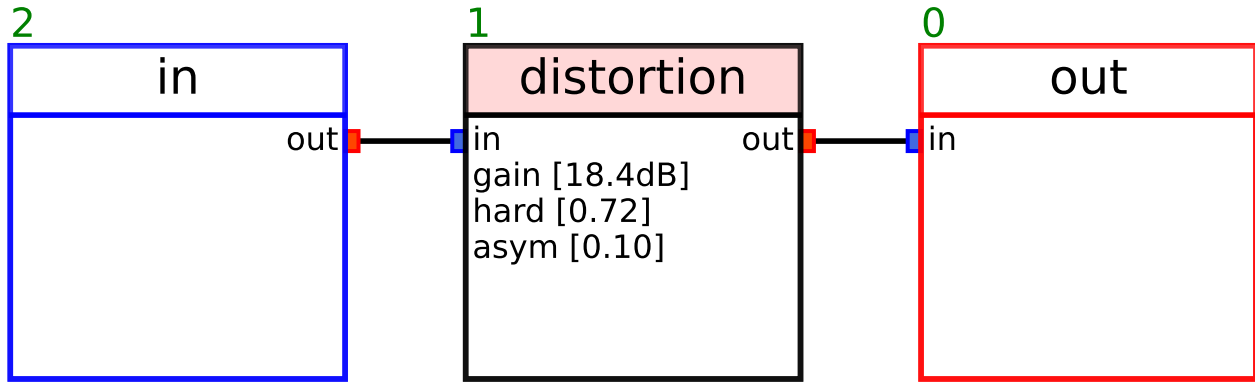 2
in
out
1
distortion
in
out
gain [18.4dB]
hard [0.72]
asym [0.10]
0
out
in